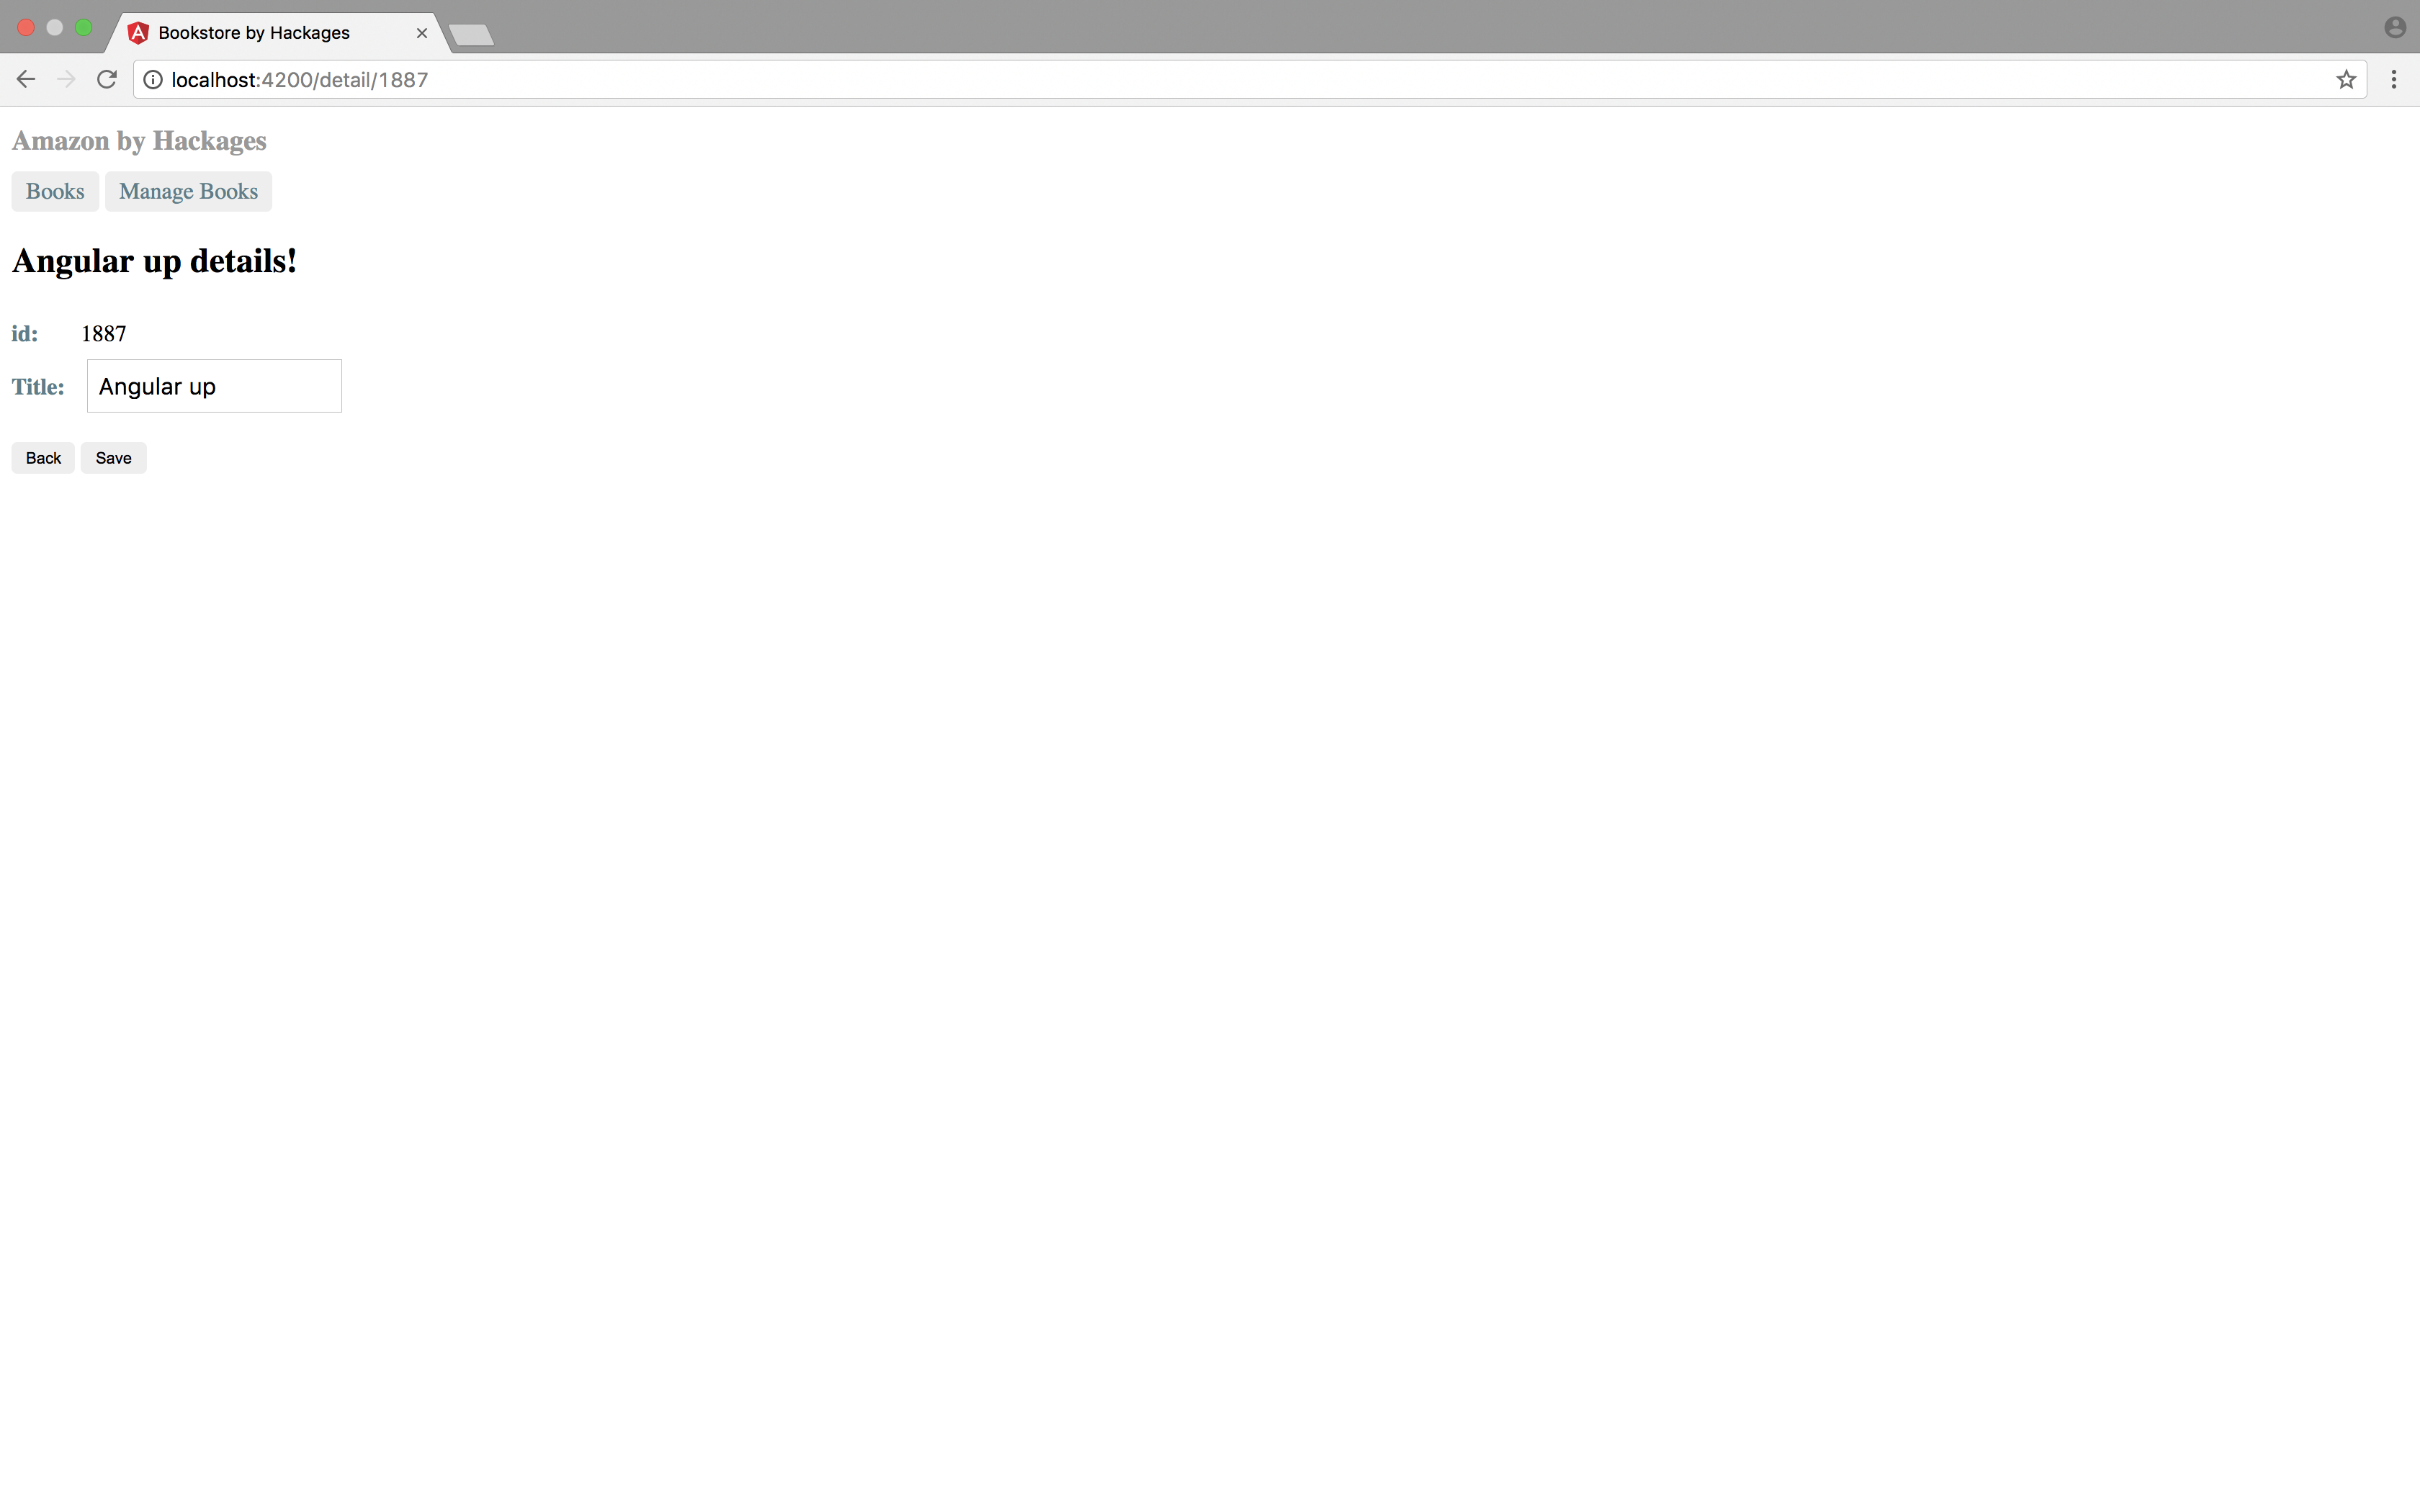 Bookstore by Hackages
localhost:4200/detail/1887
Amazon by Hackages
Books Manage Books
Angular up details!
id: 1887
Title: Angular up
Back Save